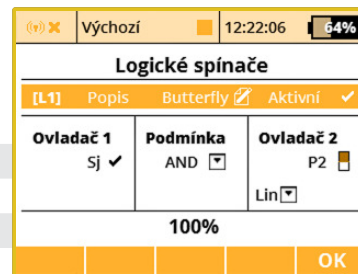 Výchozí 12:22:06 64%
Logické spínače
[L1] Popis Butterfly Aktivní
Ovladač 1 Podmínka Ovladač 2
Sj AND P2
Lin
100%
OK